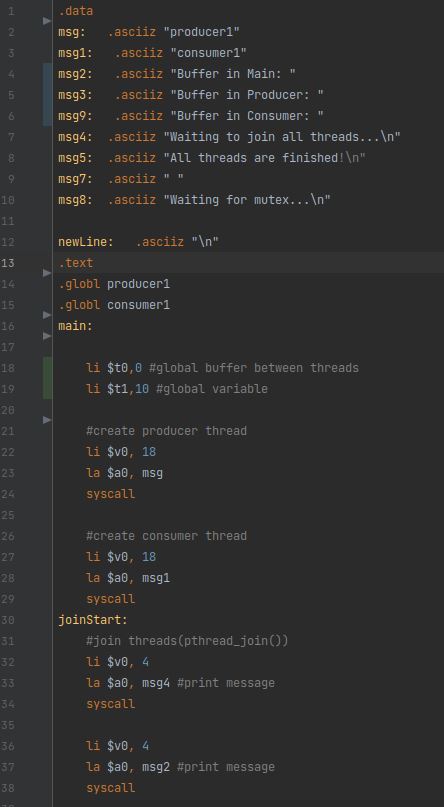 1 .data
2 msg:   .asciiz "producer1"
3 msg1:   .asciiz "consumer1"
4 msg2:   .asciiz "Buffer in Main: "
5 msg3:   .asciiz "Buffer in Producer: "
6 msg9:   .asciiz "Buffer in Consumer: "
7 msg4:  .asciiz "Waiting to join all threads...\n"
8 msg5:  .asciiz "All threads are finished!\n"
9 msg7:  .asciiz " "
10 msg8:  .asciiz "Waiting for mutex...\n"
11
12 newLine:   .asciiz "\n"
13 .text
14 .globl producer1
15 .globl consumer1
16 main:
17
18     li $t0,0 #global buffer between threads
19     li $t1,10 #global variable
20
21     #create producer thread
22     li $v0, 18
23     la $a0, msg
24     syscall
25
26     #create consumer thread
27     li $v0, 18
28     la $a0, msg1
29     syscall
30 joinStart:
31     #join threads(pthread_join())
32     li $v0, 4
33     la $a0, msg4 #print message
34     syscall
35
36     li $v0, 4
37     la $a0, msg2 #print message
38     syscall